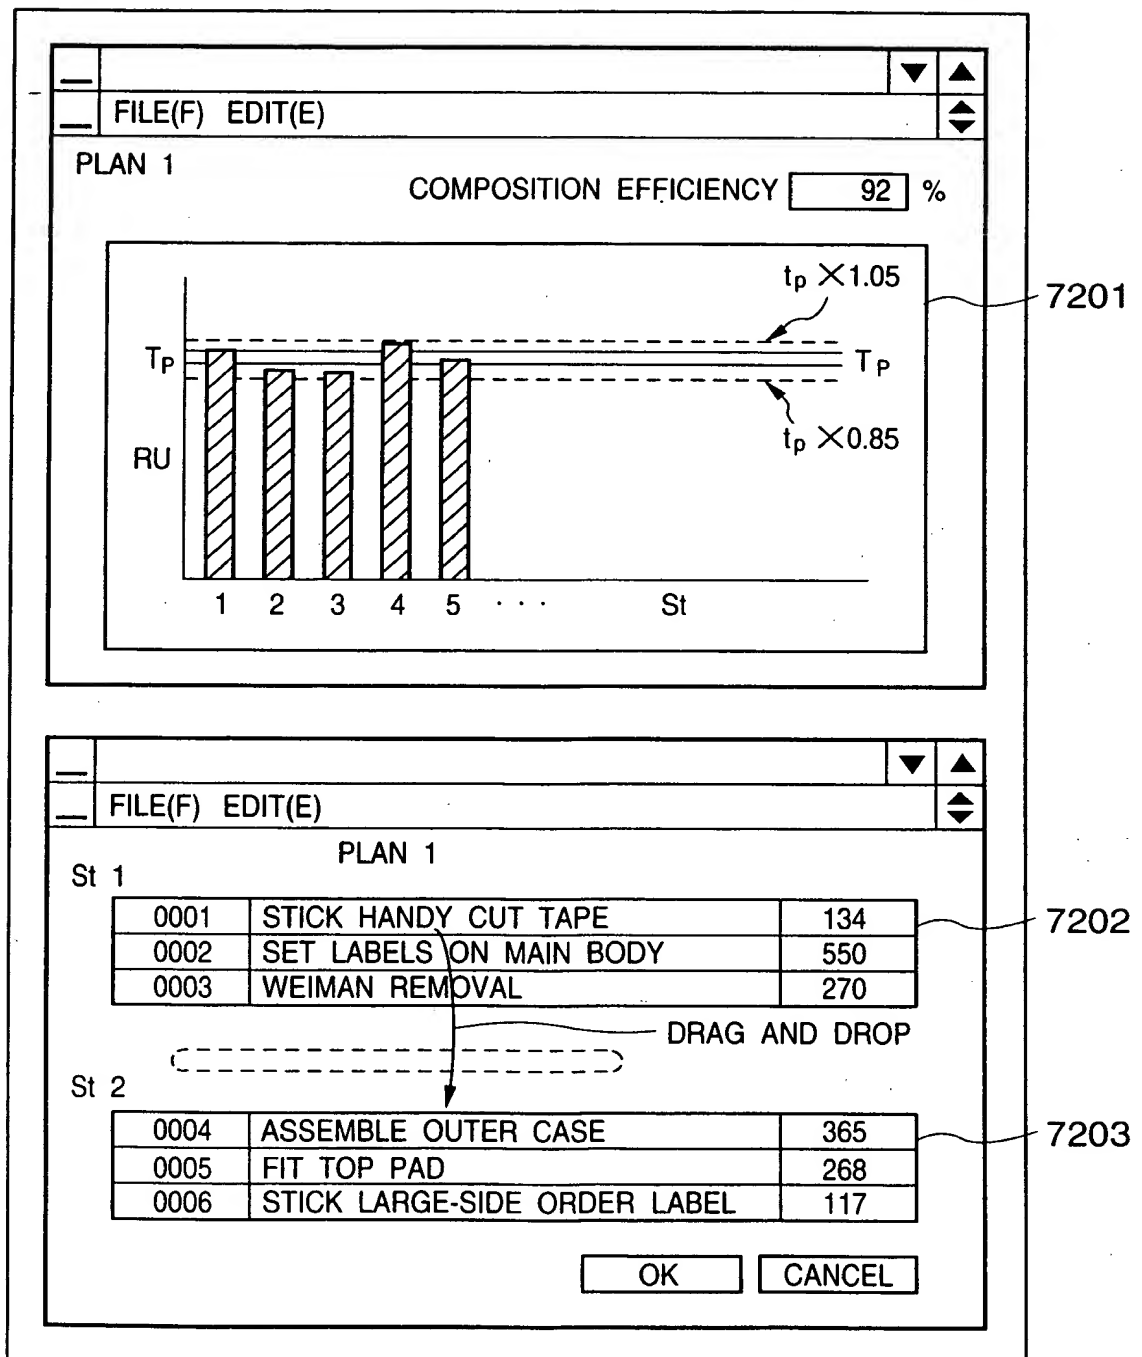 FILE(F) EDIT(E)
PLAN 1
COMPOSITION EFFICIENCY 92 %
tp ×1.05
7201
TP TP
tp ×0.85
RU
1 2 3 4 5 · · · St
FILE(F) EDIT(E)
PLAN 1
St 1
0001 STICK HANDY CUT TAPE 134
7202
0002 SET LABELS ON MAIN BODY 550
0003 WEIMAN REMOVAL 270
DRAG AND DROP
St 2
0004 ASSEMBLE OUTER CASE 365
7203
0005 FIT TOP PAD 268
0006 STICK LARGE-SIDE ORDER LABEL 117
OK CANCEL